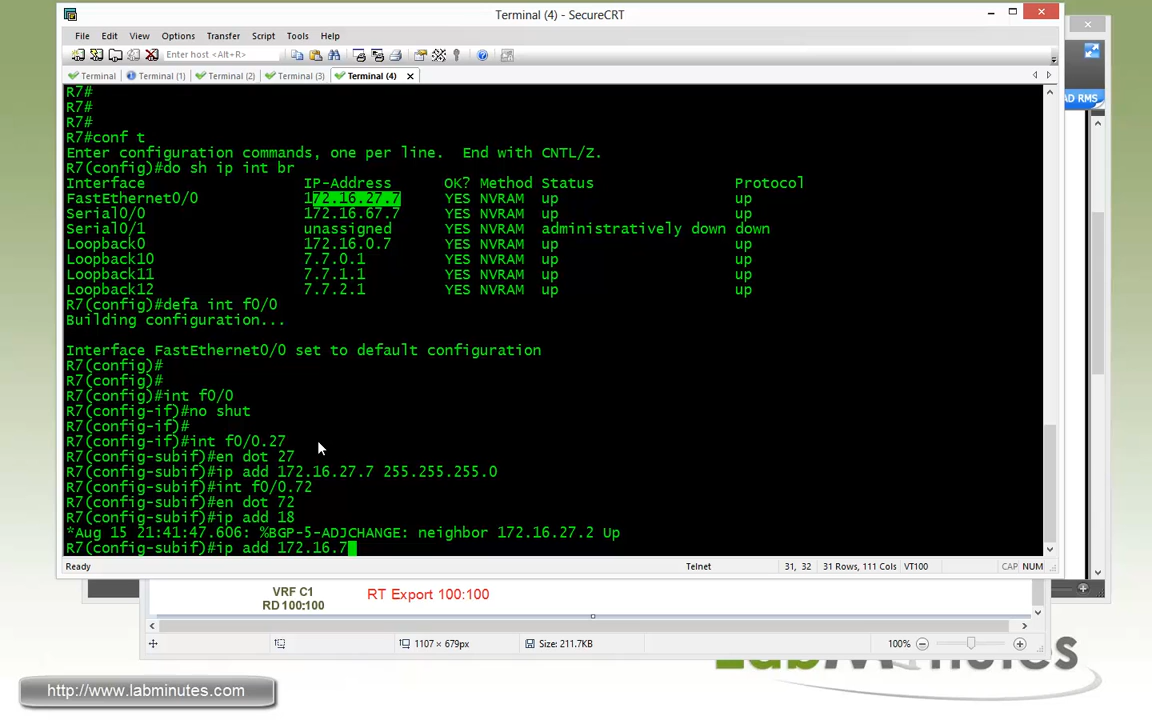 Terminal (4) - SecureCRT
File Edit View Options Transfer Script Tools Help
Enter host <Alt+R>
Terminal Terminal (1) Terminal (2) Terminal (3) Terminal (4)
AD RMS
R7#
R7#
R7#
R7#conf t
Enter configuration commands, one per line.  End with CNTL/Z.
R7(config)#do sh ip int br
Interface IP-Address OK? Method Status Protocol
FastEthernet0/0 172.16.27.7 YES NVRAM up up
Serial0/0 172.16.67.7 YES NVRAM up up
Serial0/1 unassigned YES NVRAM administratively down down
Loopback0 172.16.0.7 YES NVRAM up up
Loopback10 7.7.0.1 YES NVRAM up up
Loopback11 7.7.1.1 YES NVRAM up up
Loopback12 7.7.2.1 YES NVRAM up up
R7(config)#defa int f0/0
Building configuration...
Interface FastEthernet0/0 set to default configuration
R7(config)#
R7(config)#
R7(config)#int f0/0
R7(config-if)#no shut
R7(config-if)#
R7(config-if)#int f0/0.27
R7(config-subif)#en dot 27
R7(config-subif)#ip add 172.16.27.7 255.255.255.0
R7(config-subif)#int f0/0.72
R7(config-subif)#en dot 72
R7(config-subif)#ip add 18
*Aug 15 21:41:47.606: %BGP-5-ADJCHANGE: neighbor 172.16.27.2 Up
R7(config-subif)#ip add 172.16.7
Ready Telnet 31, 32 31 Rows, 111 Cols VT100 CAP NUM
VRF C1
RD 100:100
RT Export 100:100
1107 × 679px Size: 211.7KB 100%
http://www.labminutes.com